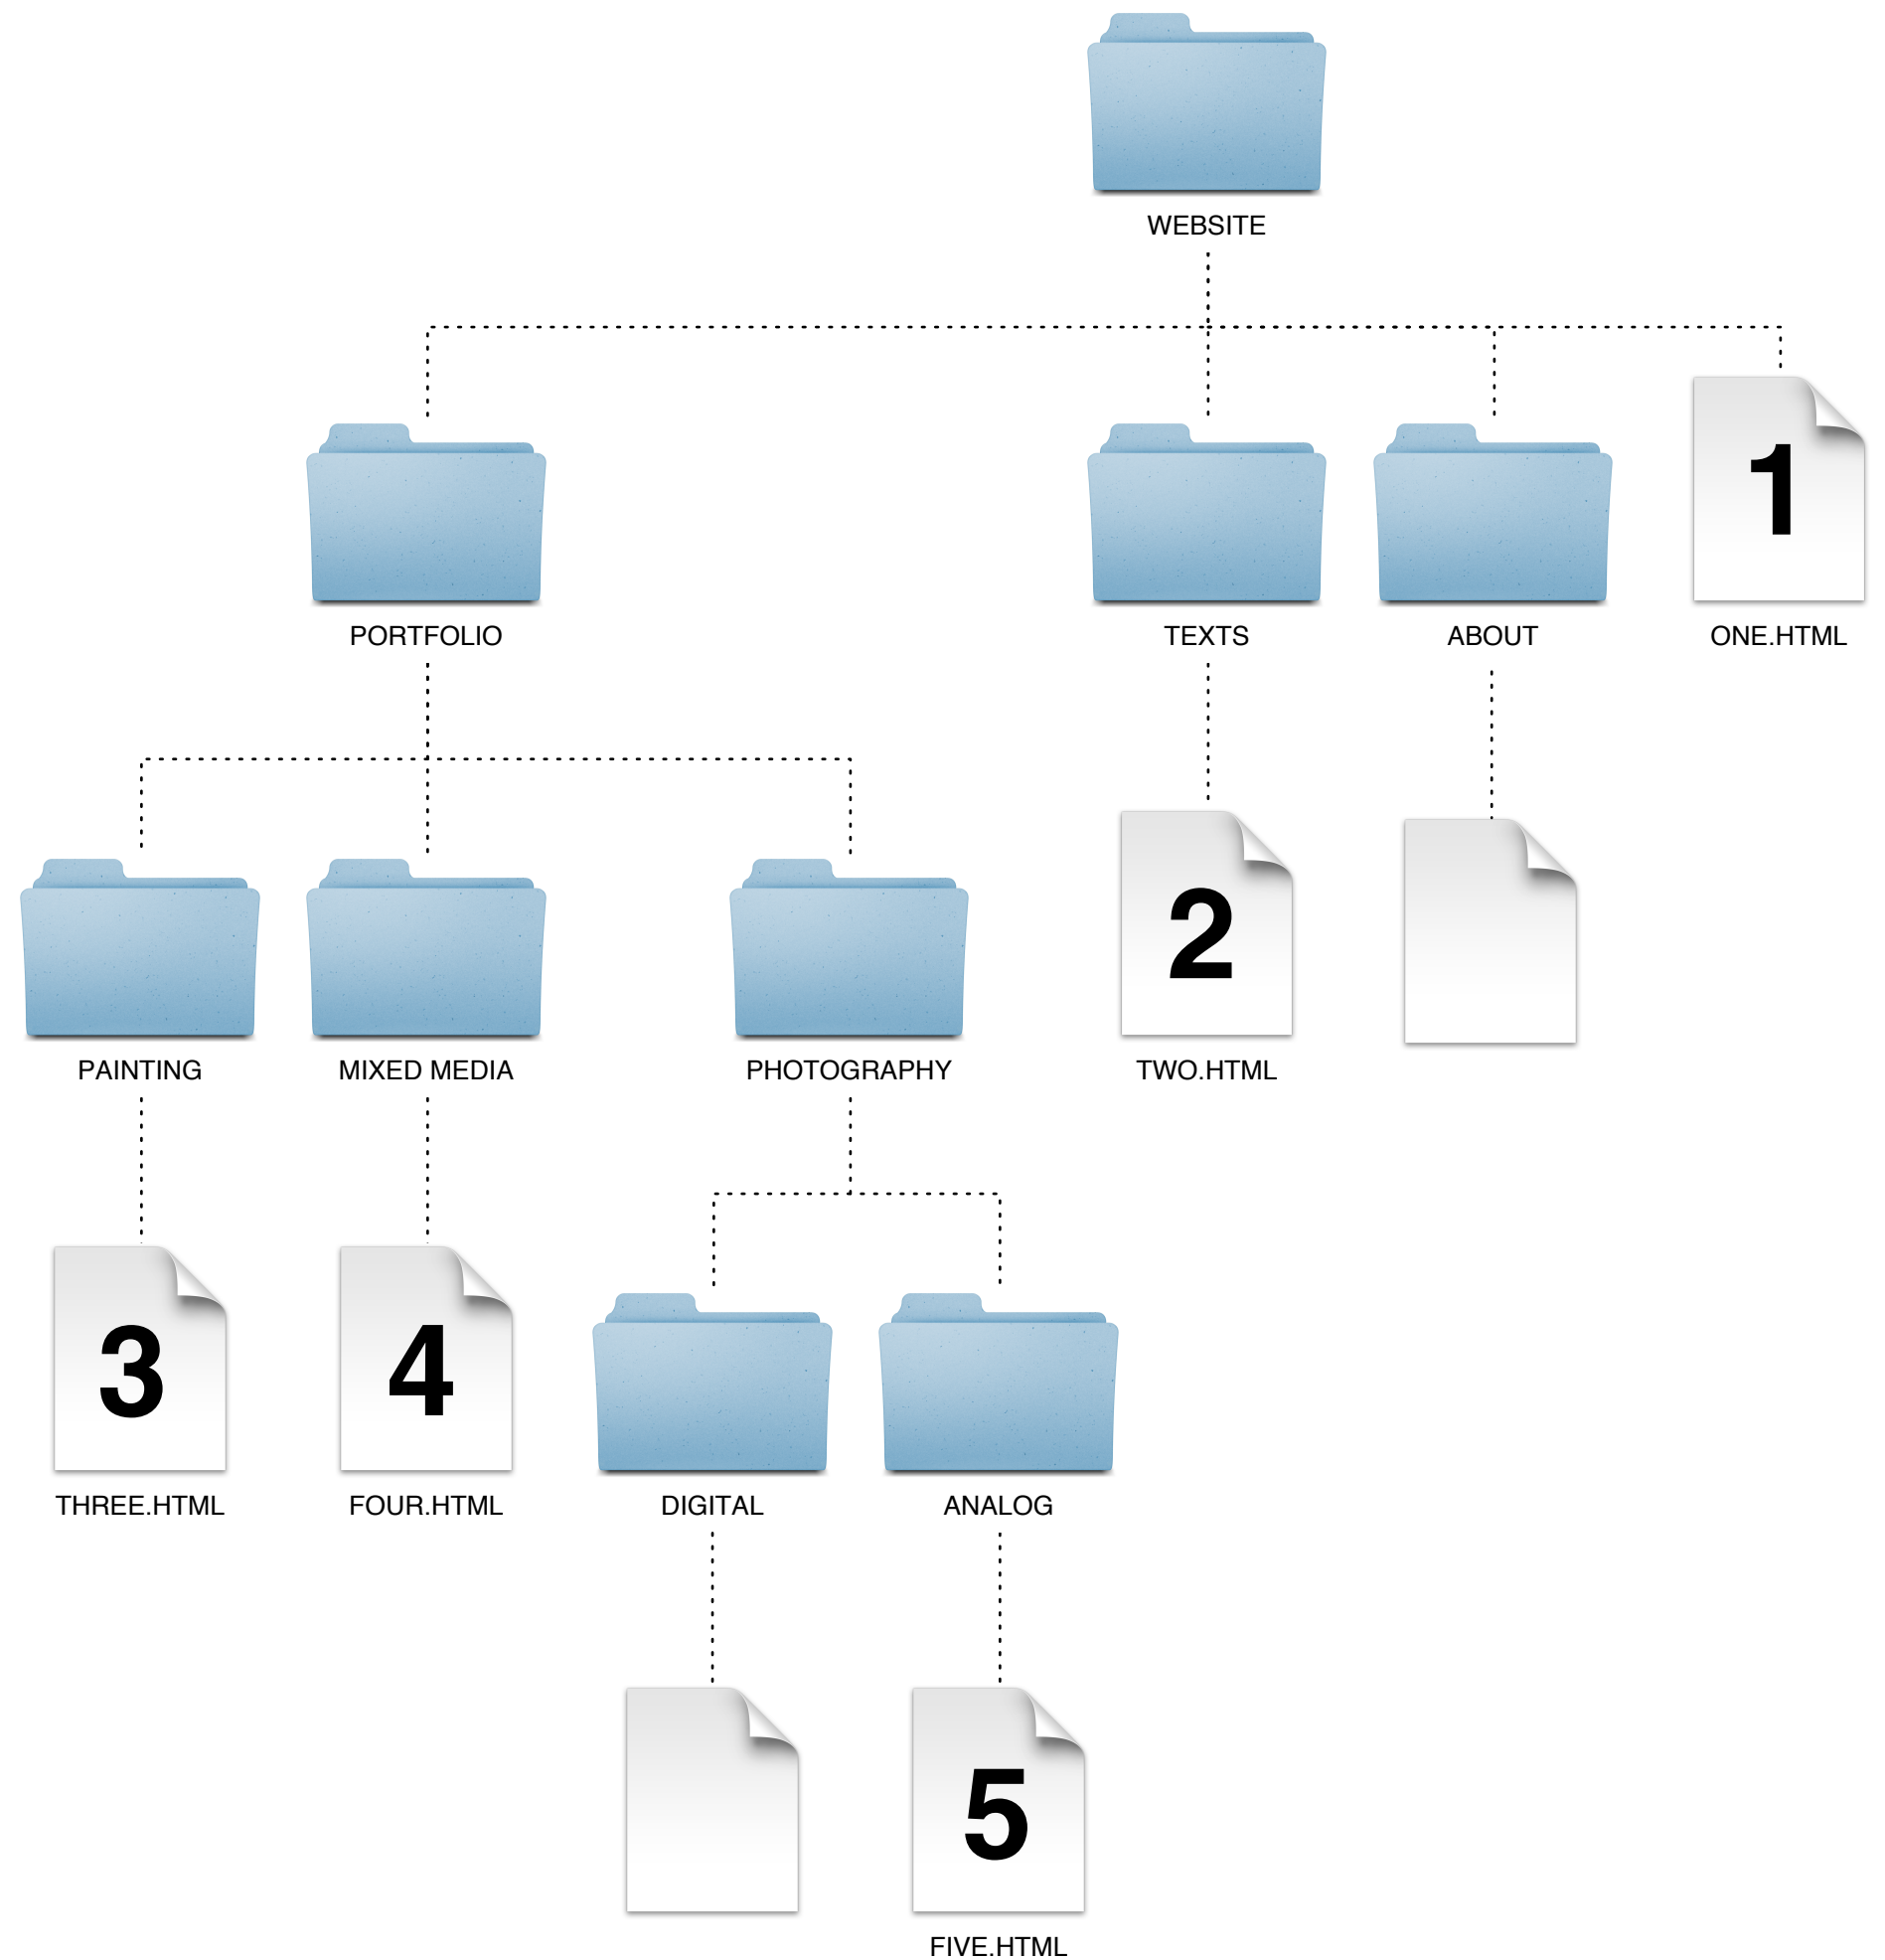 WEBSITE
1
PORTFOLIO
TEXTS
ABOUT
ONE.HTML
2
PAINTING
MIXED MEDIA
PHOTOGRAPHY
TWO.HTML
3
4
THREE.HTML
FOUR.HTML
DIGITAL
ANALOG
5
FIVE.HTML